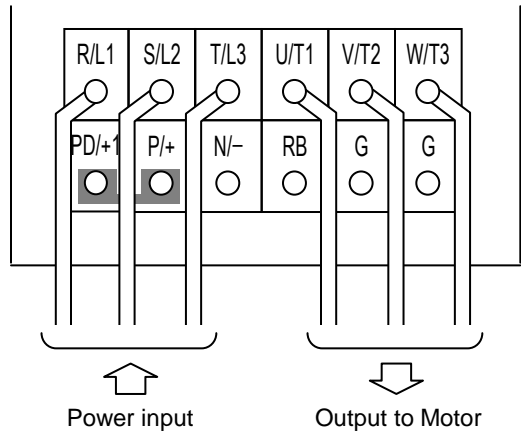 R/L1 S/L2 T/L3 U/T1 V/T2 W/T3
PD/+1 P/+ N/− RB G G
Power input Output to Motor